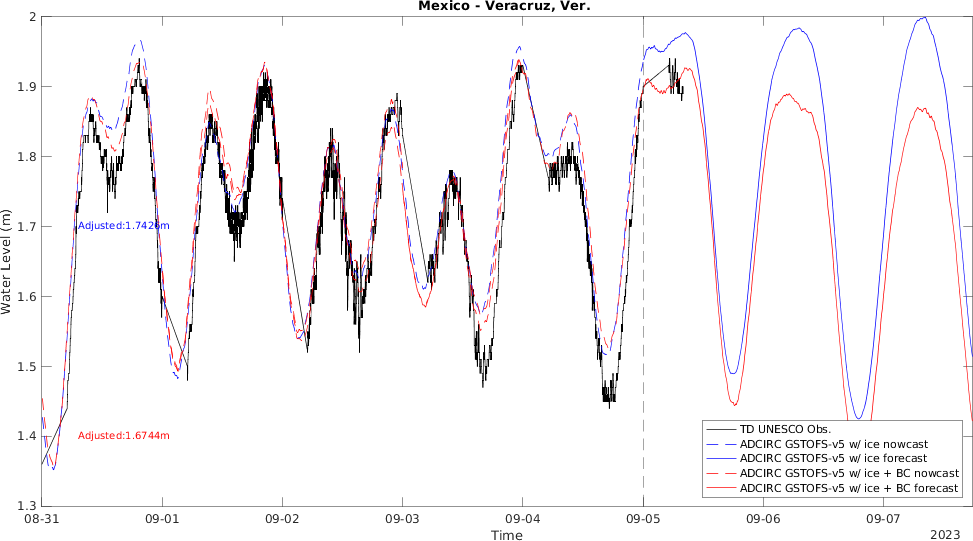 Mexico - Veracruz, Ver.
2
1.9
1.8
1.7
1.6
1.5
1.4
1.3
Water Level (m)
Adjusted:1.7426m
Adjusted:1.6744m
TD UNESCO Obs.
ADCIRC GSTOFS-v5 w/ ice nowcast
ADCIRC GSTOFS-v5 w/ ice forecast
ADCIRC GSTOFS-v5 w/ ice + BC nowcast
ADCIRC GSTOFS-v5 w/ ice + BC forecast
08-31 09-01 09-02 09-03 09-04 09-05 09-06 09-07
Time
2023